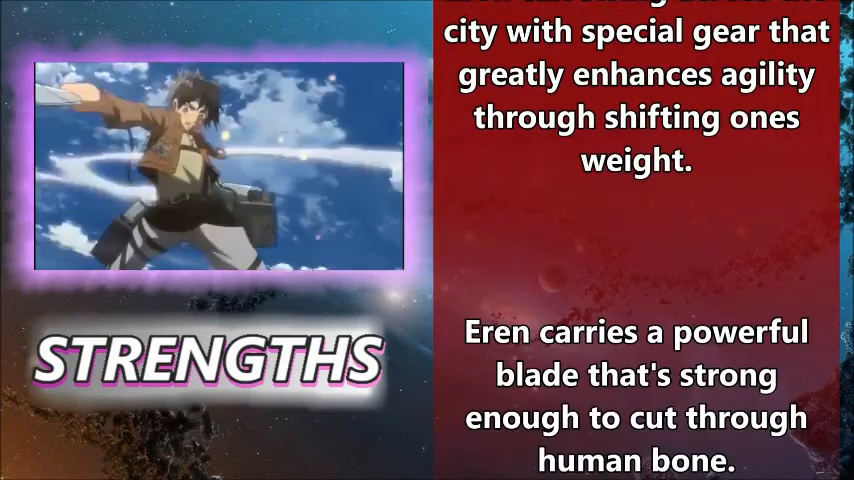 city with special gear that
greatly enhances agility
through shifting ones
weight.
STRENGTHS
Eren carries a powerful
blade that's strong
enough to cut through
human bone.